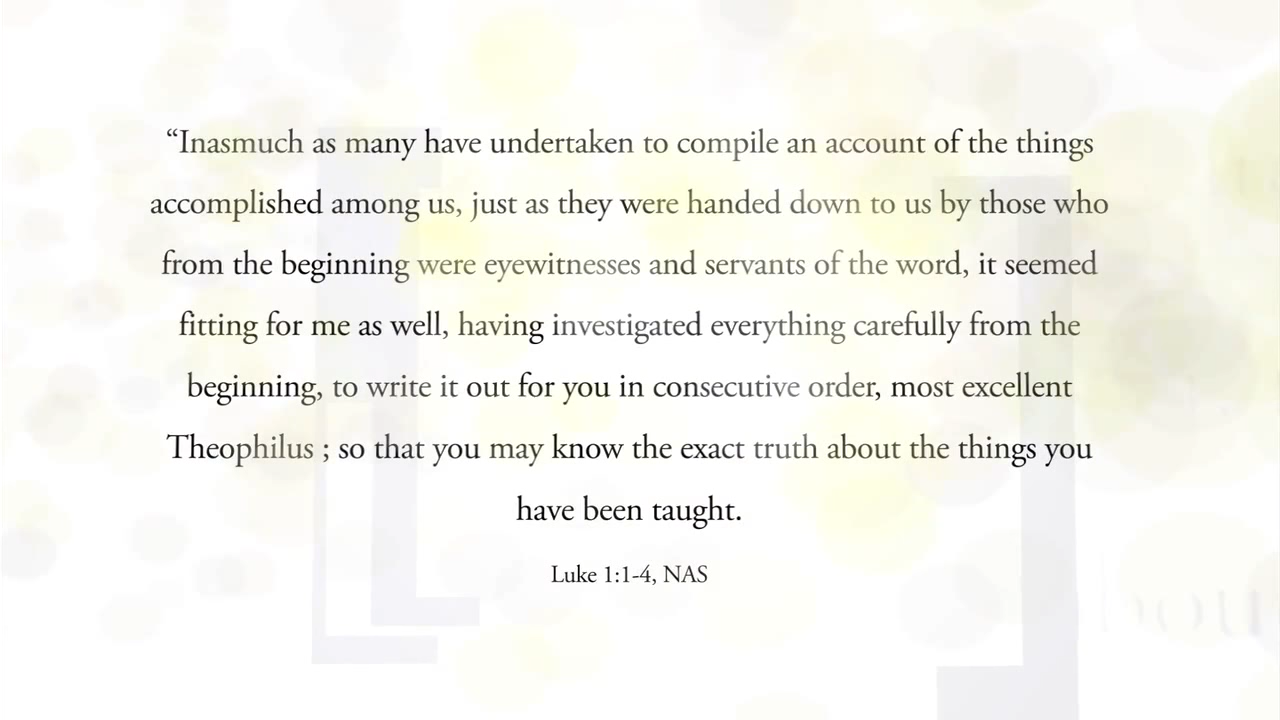 “Inasmuch as many have undertaken to compile an account of the things
accomplished among us, just as they were handed down to us by those who
from the beginning were eyewitnesses and servants of the word, it seemed
fitting for me as well, having investigated everything carefully from the
beginning, to write it out for you in consecutive order, most excellent
Theophilus ; so that you may know the exact truth about the things you
have been taught.
Luke 1:1-4, NAS